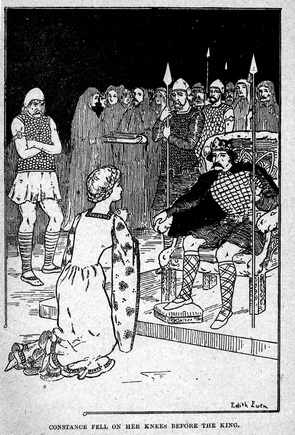 Edith Ewen
CONSTANCE FELL ON HER KNEES BEFORE THE KING.